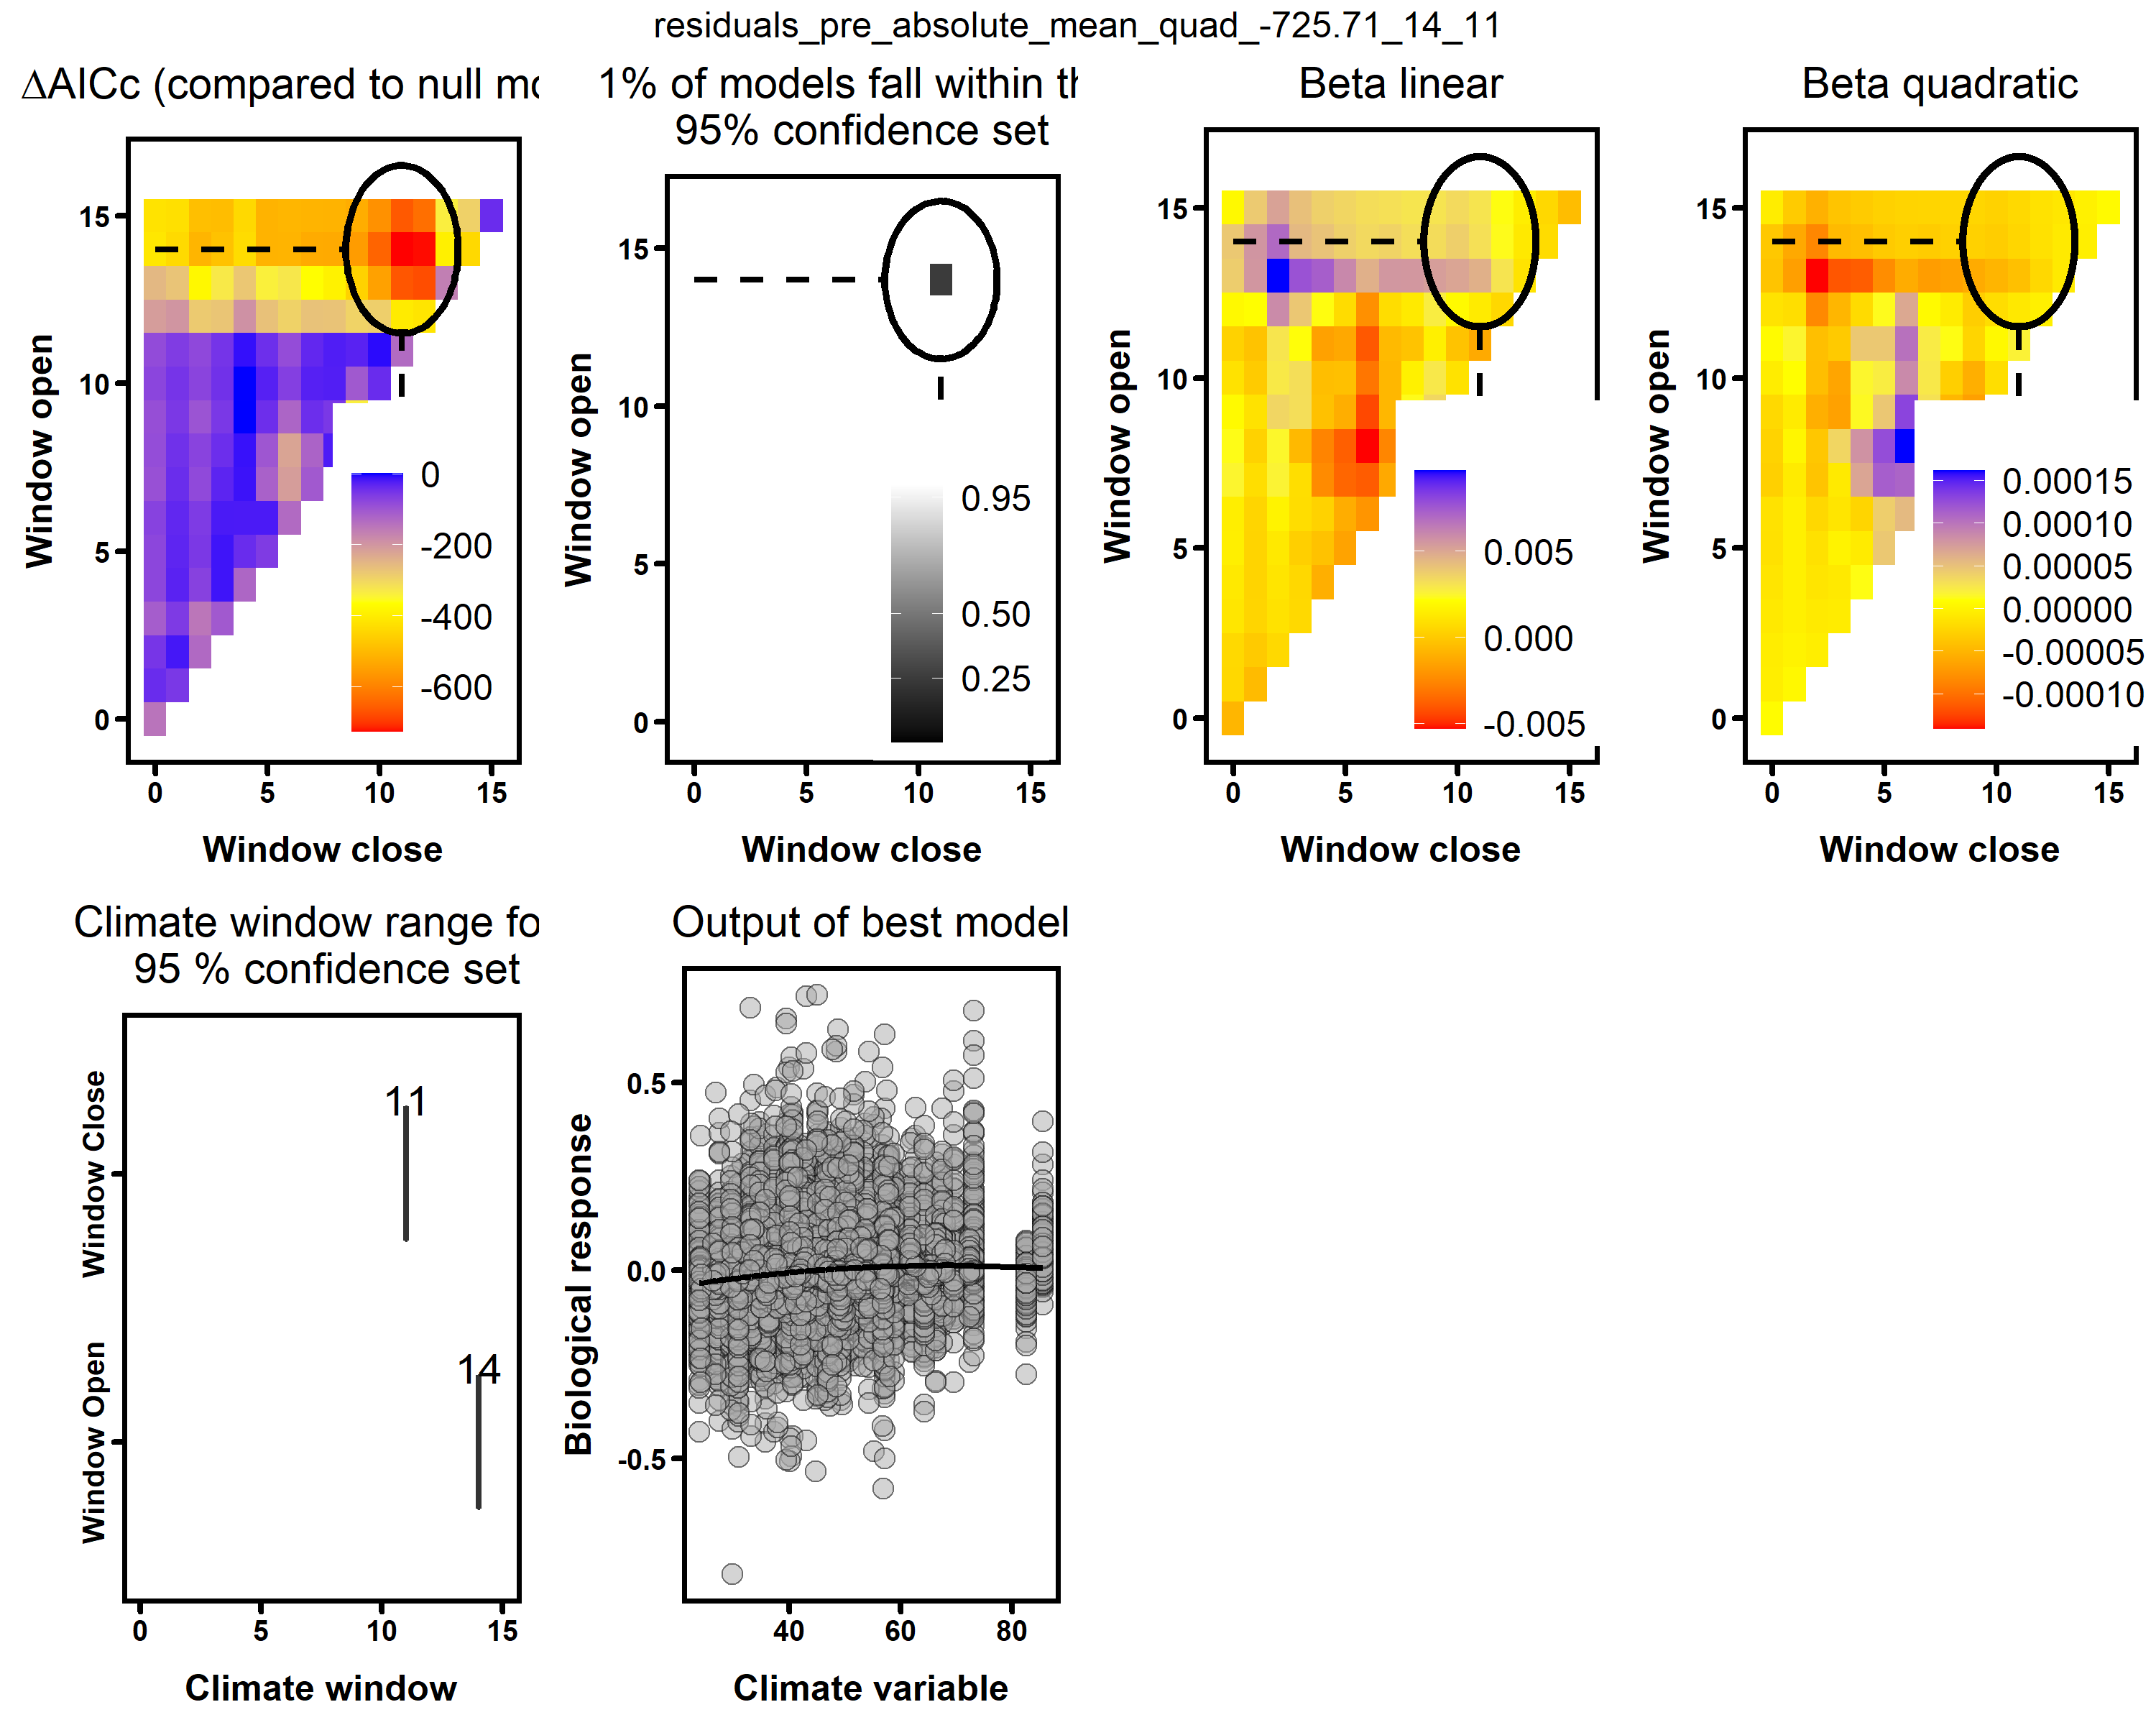 residuals_pre_absolute_mean_quad_-725.71_14_11
ΔAICc (compared to null mo
Window open
15
10
5
0
0
-200
-400
-600
0 5 10 15
Window close
1% of models fall within th
95% confidence set
Window open
15
10
5
0
0.95
0.50
0.25
0 5 10 15
Window close
Beta linear
Window open
15
10
5
0
0.005
0.000
-0.005
0 5 10 15
Window close
Beta quadratic
Window open
15
10
5
0
0.00015
0.00010
0.00005
0.00000
-0.00005
-0.00010
0 5 10 15
Window close
Climate window range fo
95 % confidence set
Window Close
Window Open
11
14
0 5 10 15
Climate window
Output of best model
Biological response
0.5
0.0
-0.5
40 60 80
Climate variable